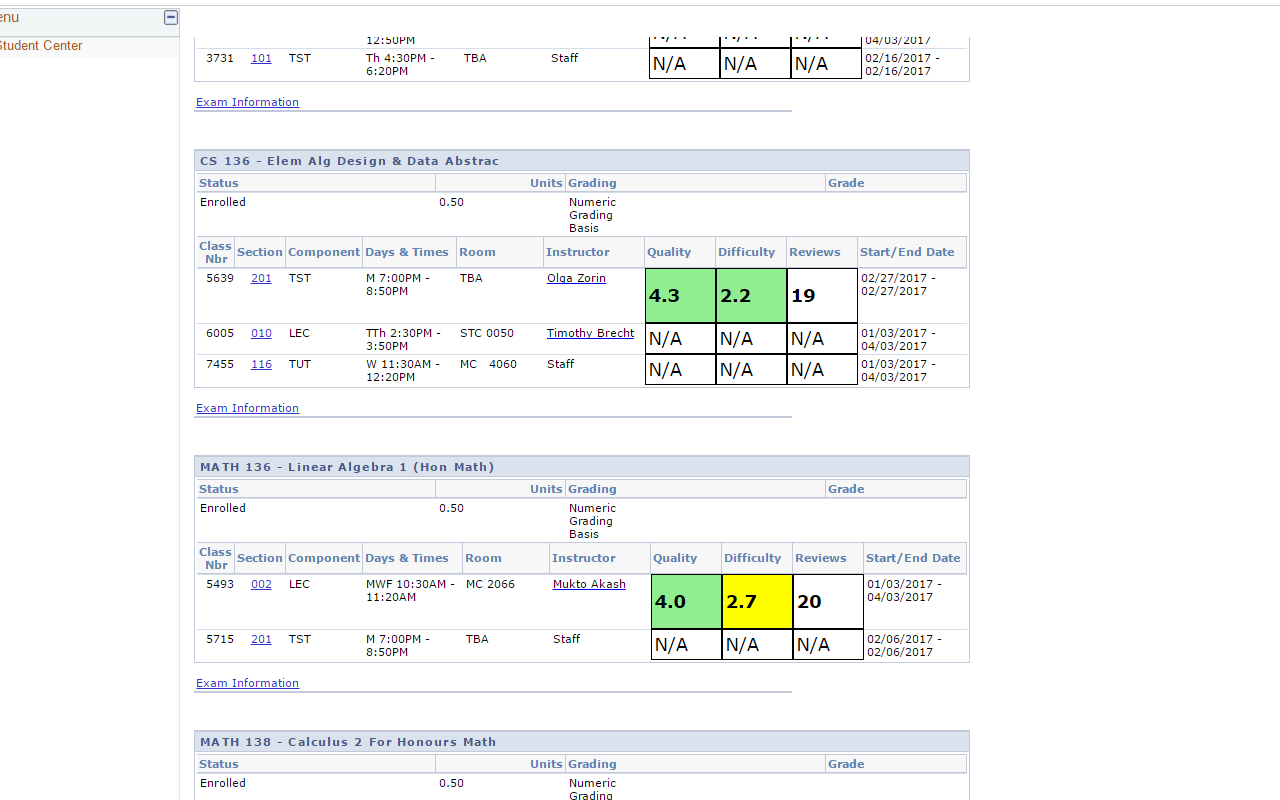 enu
Student Center
12:50PM N/A N/A N/A 04/03/2017
3731 101 TST Th 4:30PM - TBA Staff N/A N/A N/A 02/16/2017 -
6:20PM 02/16/2017
Exam Information
CS 136 - Elem Alg Design & Data Abstrac
Status Units Grading Grade
Enrolled 0.50 Numeric
Grading
Basis
Class
Nbr Section Component Days & Times Room Instructor Quality Difficulty Reviews Start/End Date
5639 201 TST M 7:00PM - TBA Olga Zorin 4.3 2.2 19 02/27/2017 -
8:50PM 02/27/2017
6005 010 LEC TTh 2:30PM - STC 0050 Timothy Brecht N/A N/A N/A 01/03/2017 -
3:50PM 04/03/2017
7455 116 TUT W 11:30AM - MC 4060 Staff N/A N/A N/A 01/03/2017 -
12:20PM 04/03/2017
Exam Information
MATH 136 - Linear Algebra 1 (Hon Math)
Status Units Grading Grade
Enrolled 0.50 Numeric
Grading
Basis
Class
Nbr Section Component Days & Times Room Instructor Quality Difficulty Reviews Start/End Date
5493 002 LEC MWF 10:30AM - MC 2066 Mukto Akash 4.0 2.7 20 01/03/2017 -
11:20AM 04/03/2017
5715 201 TST M 7:00PM - TBA Staff N/A N/A N/A 02/06/2017 -
8:50PM 02/06/2017
Exam Information
MATH 138 - Calculus 2 For Honours Math
Status Units Grading Grade
Enrolled 0.50 Numeric
Grading